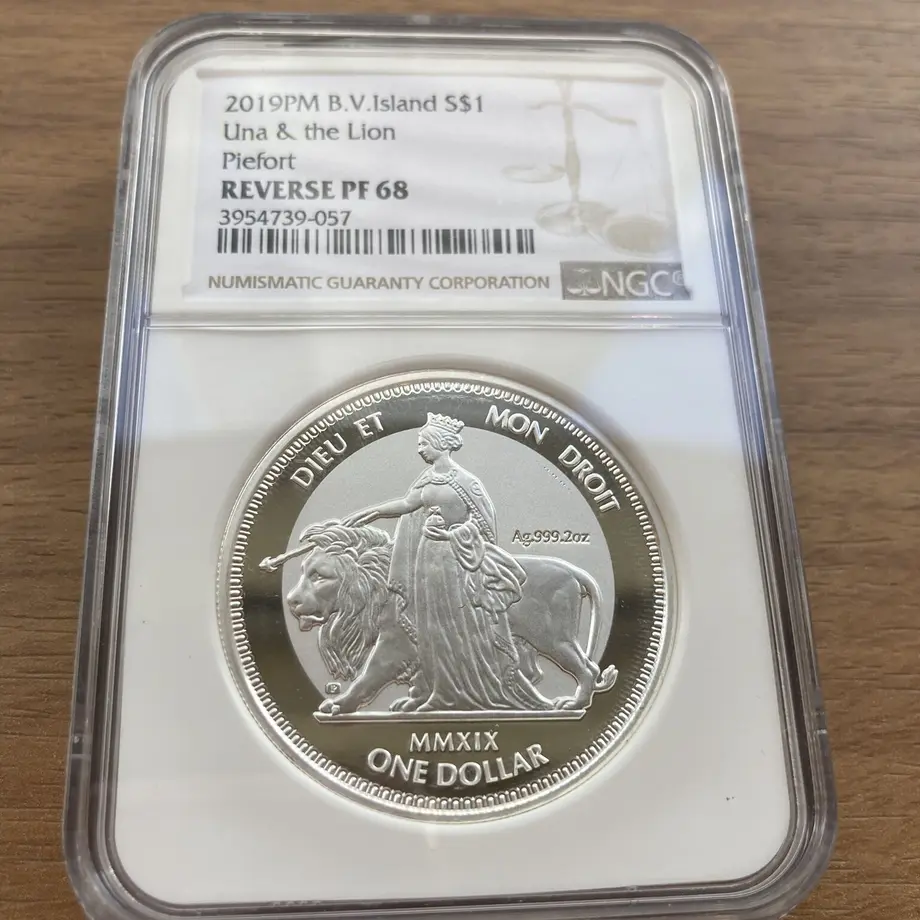 2019PM B.V.Island S$1
Una & the Lion
Piefort
REVERSE PF 68
3954739-057
NUMISMATIC GUARANTY CORPORATION
NGC
DIEU ET MON DROIT
Ag.999.2oz
MMXIX
ONE DOLLAR